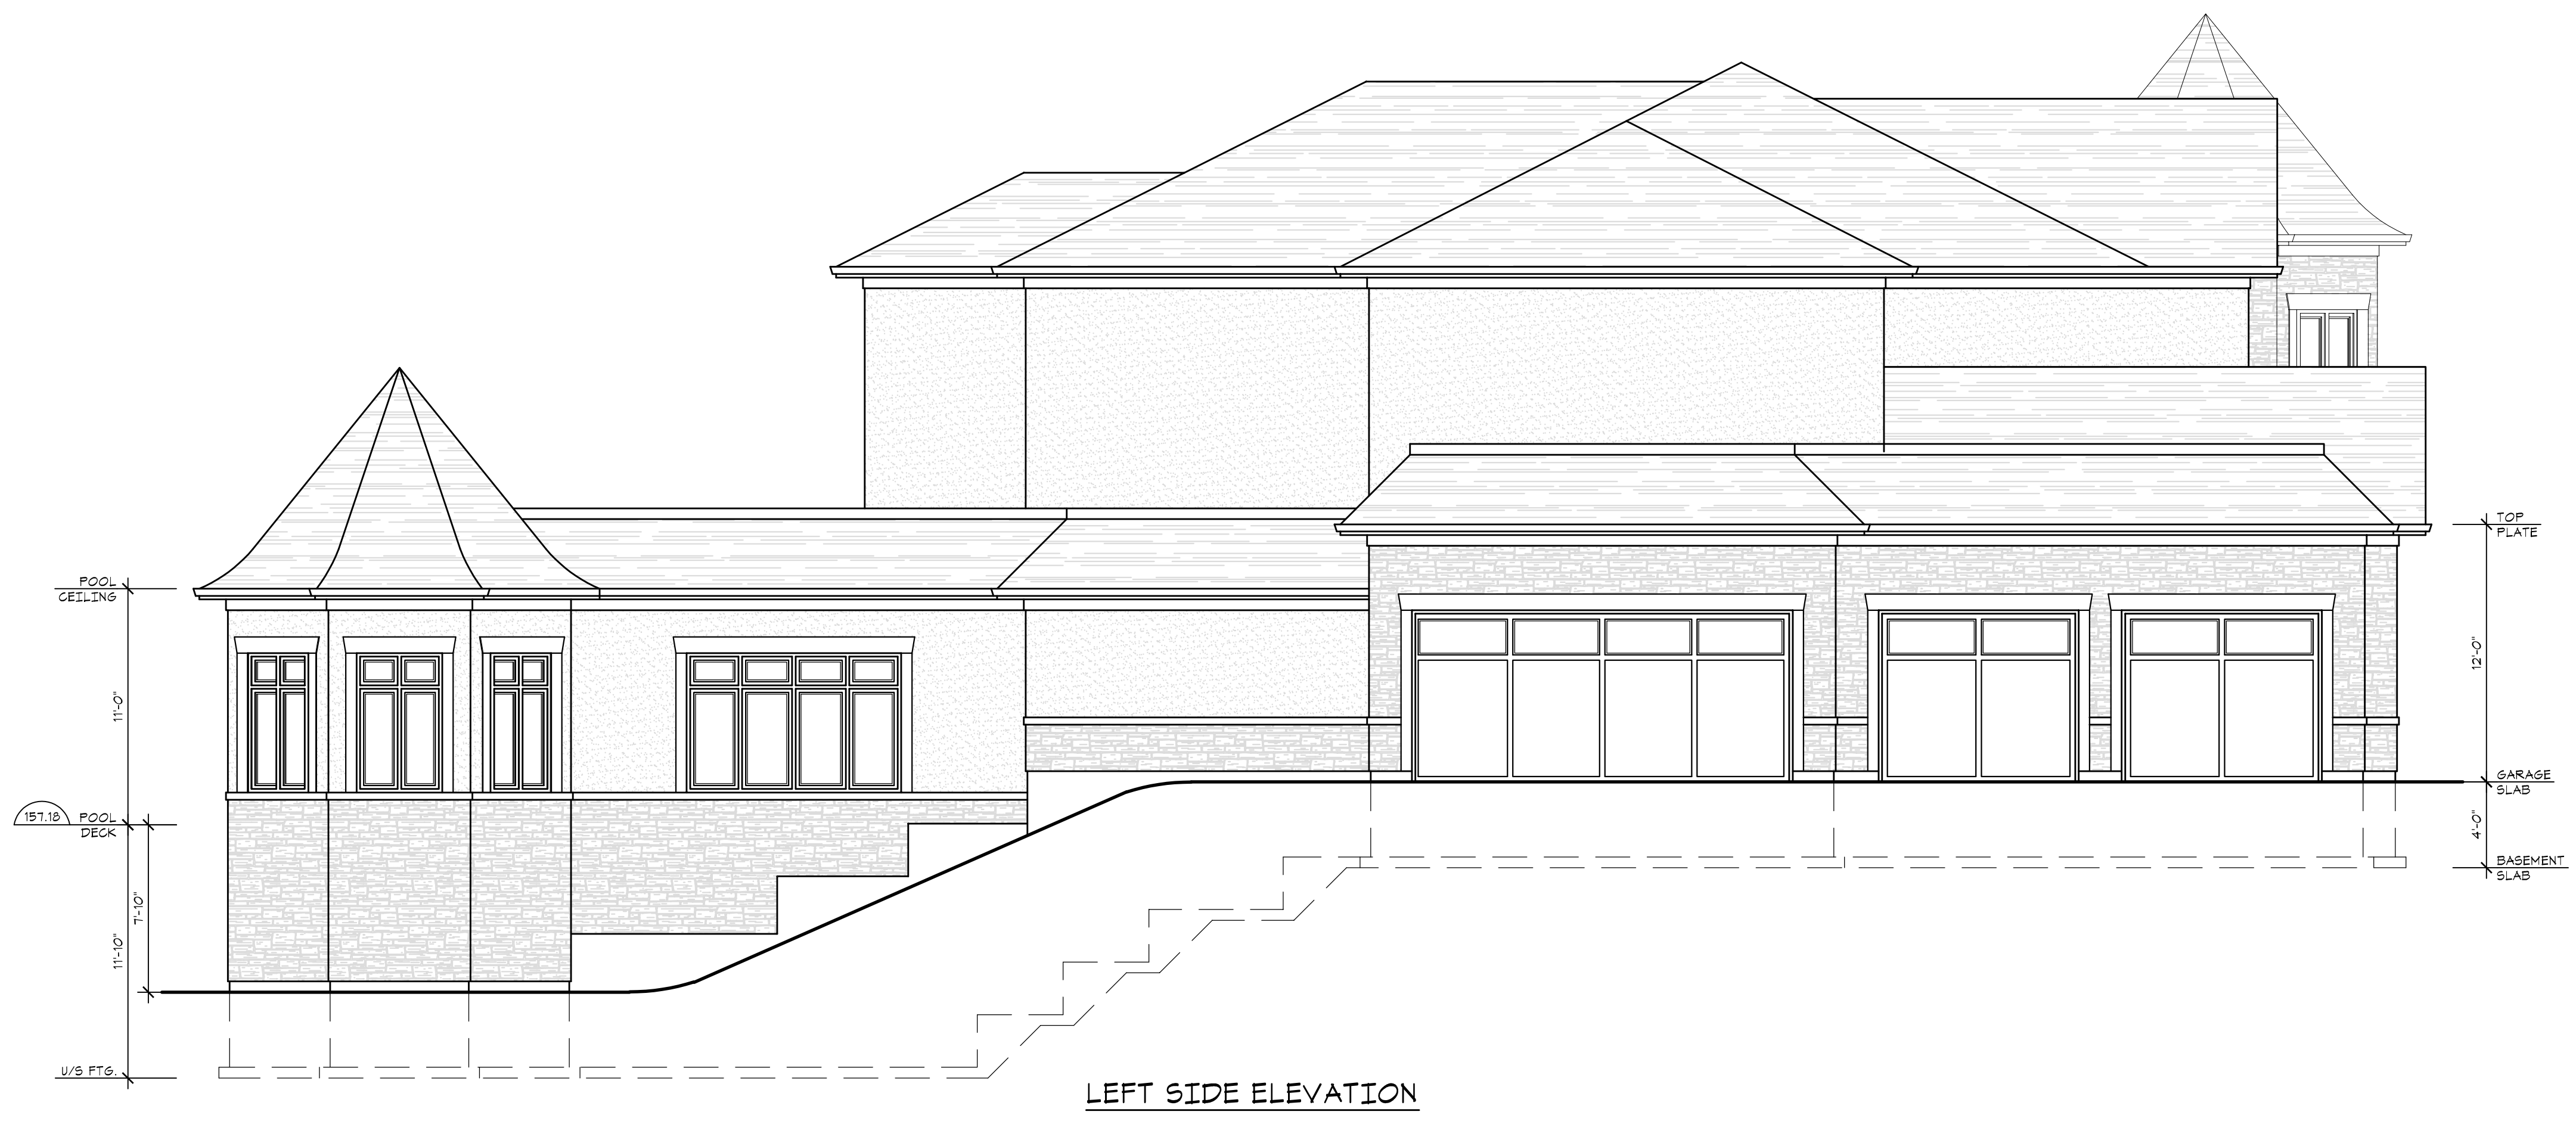 TOP
PLATE
POOL
CEILING
12'-0"
11'-0"
GARAGE
SLAB
157.18
POOL
DECK
4'-0"
BASEMENT
SLAB
7'-10"
11'-10"
U/S FTG.
LEFT SIDE ELEVATION